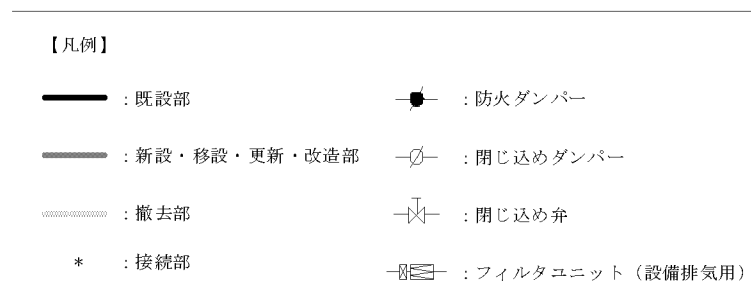 【凡例】
：既設部
：防火ダンパー
：新設・移設・更新・改造部
：閉じ込めダンパー
：撤去部
：閉じ込め弁
* ：接続部
：フィルタユニット（設備排気用）